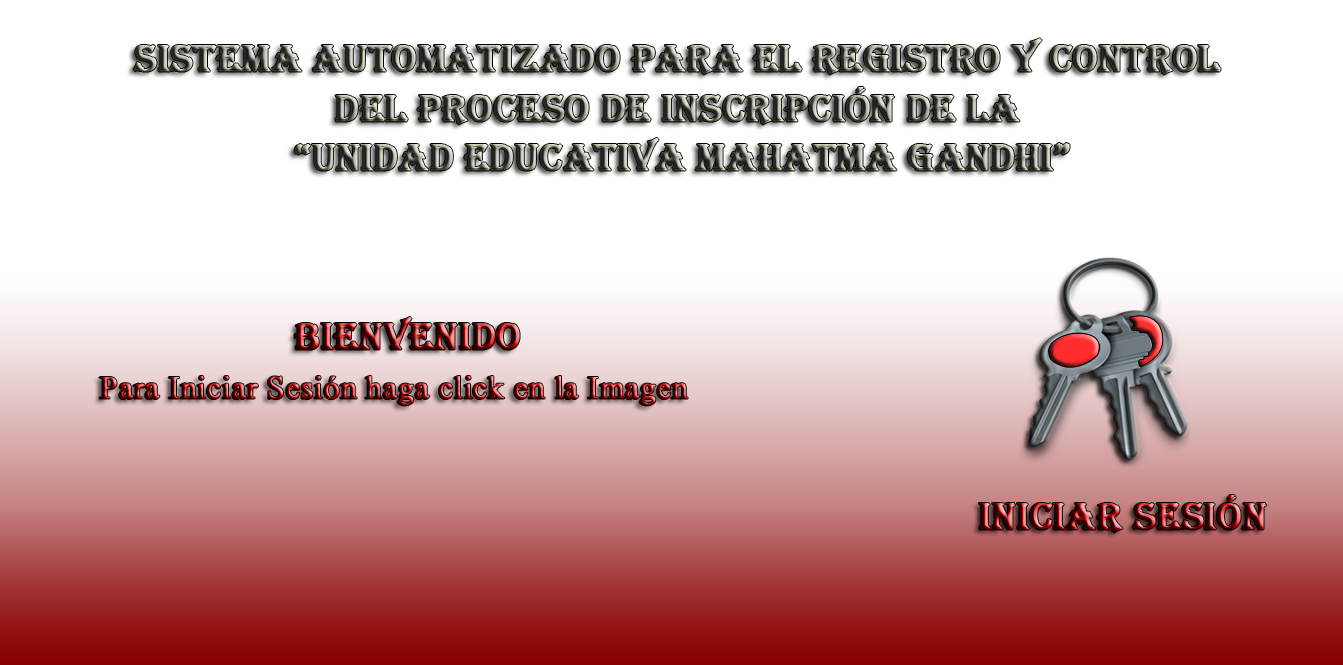 SISTEMA AUTOMATIZADO PARA EL REGISTRO Y CONTROL
DEL PROCESO DE INSCRIPCIÓN DE LA
“UNIDAD EDUCATIVA MAHATMA GANDHI”
BIENVENIDO
Para Iniciar Sesión haga click en la Imagen
INICIAR SESIÓN